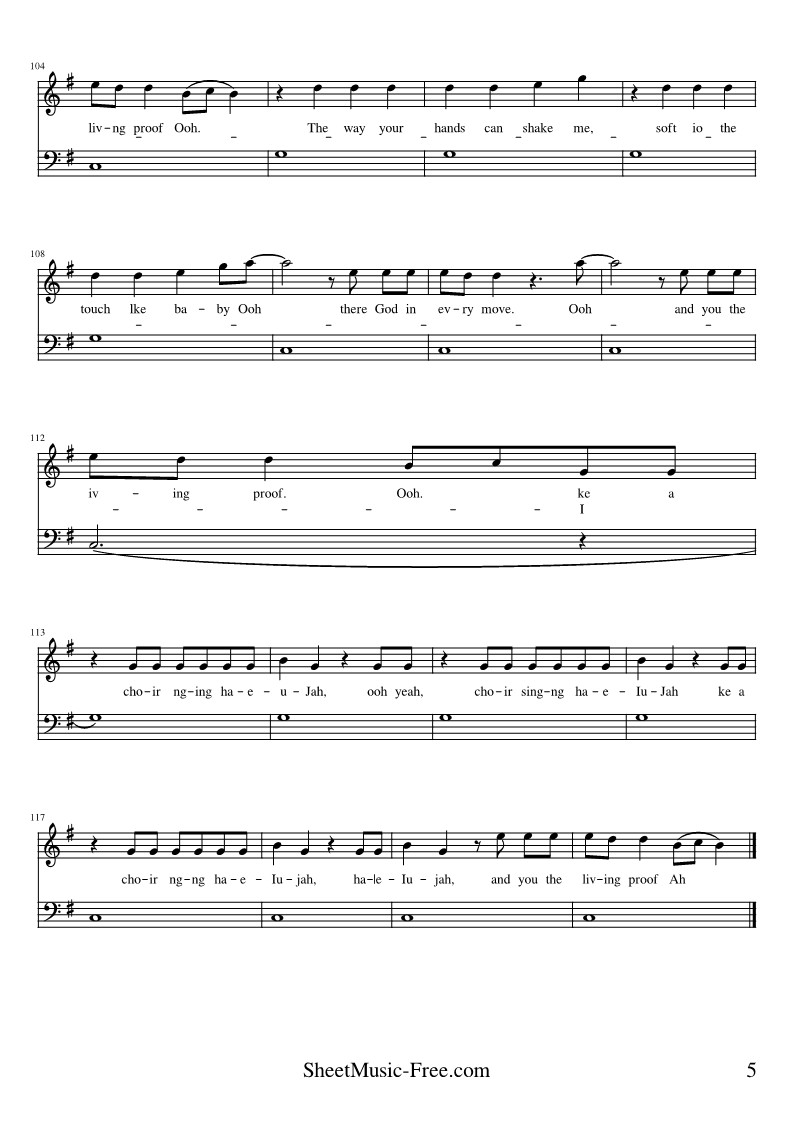 104
liv-ng proof Ooh. _ _ The way your hands can shake me, soft io the
108
touch lke ba - by Ooh there God in ev-ry move. Ooh and you the
112
iv - ing proof. Ooh. ke a
I
113
cho-ir ng-ing ha-e-u-Jah, ooh yeah, cho-ir sing-ng ha-e-Iu-Jah ke a
117
cho-ir ng-ng ha-e-Iu-jah, ha-le-Iu-jah, and you the liv-ing proof Ah
SheetMusic-Free.com 5